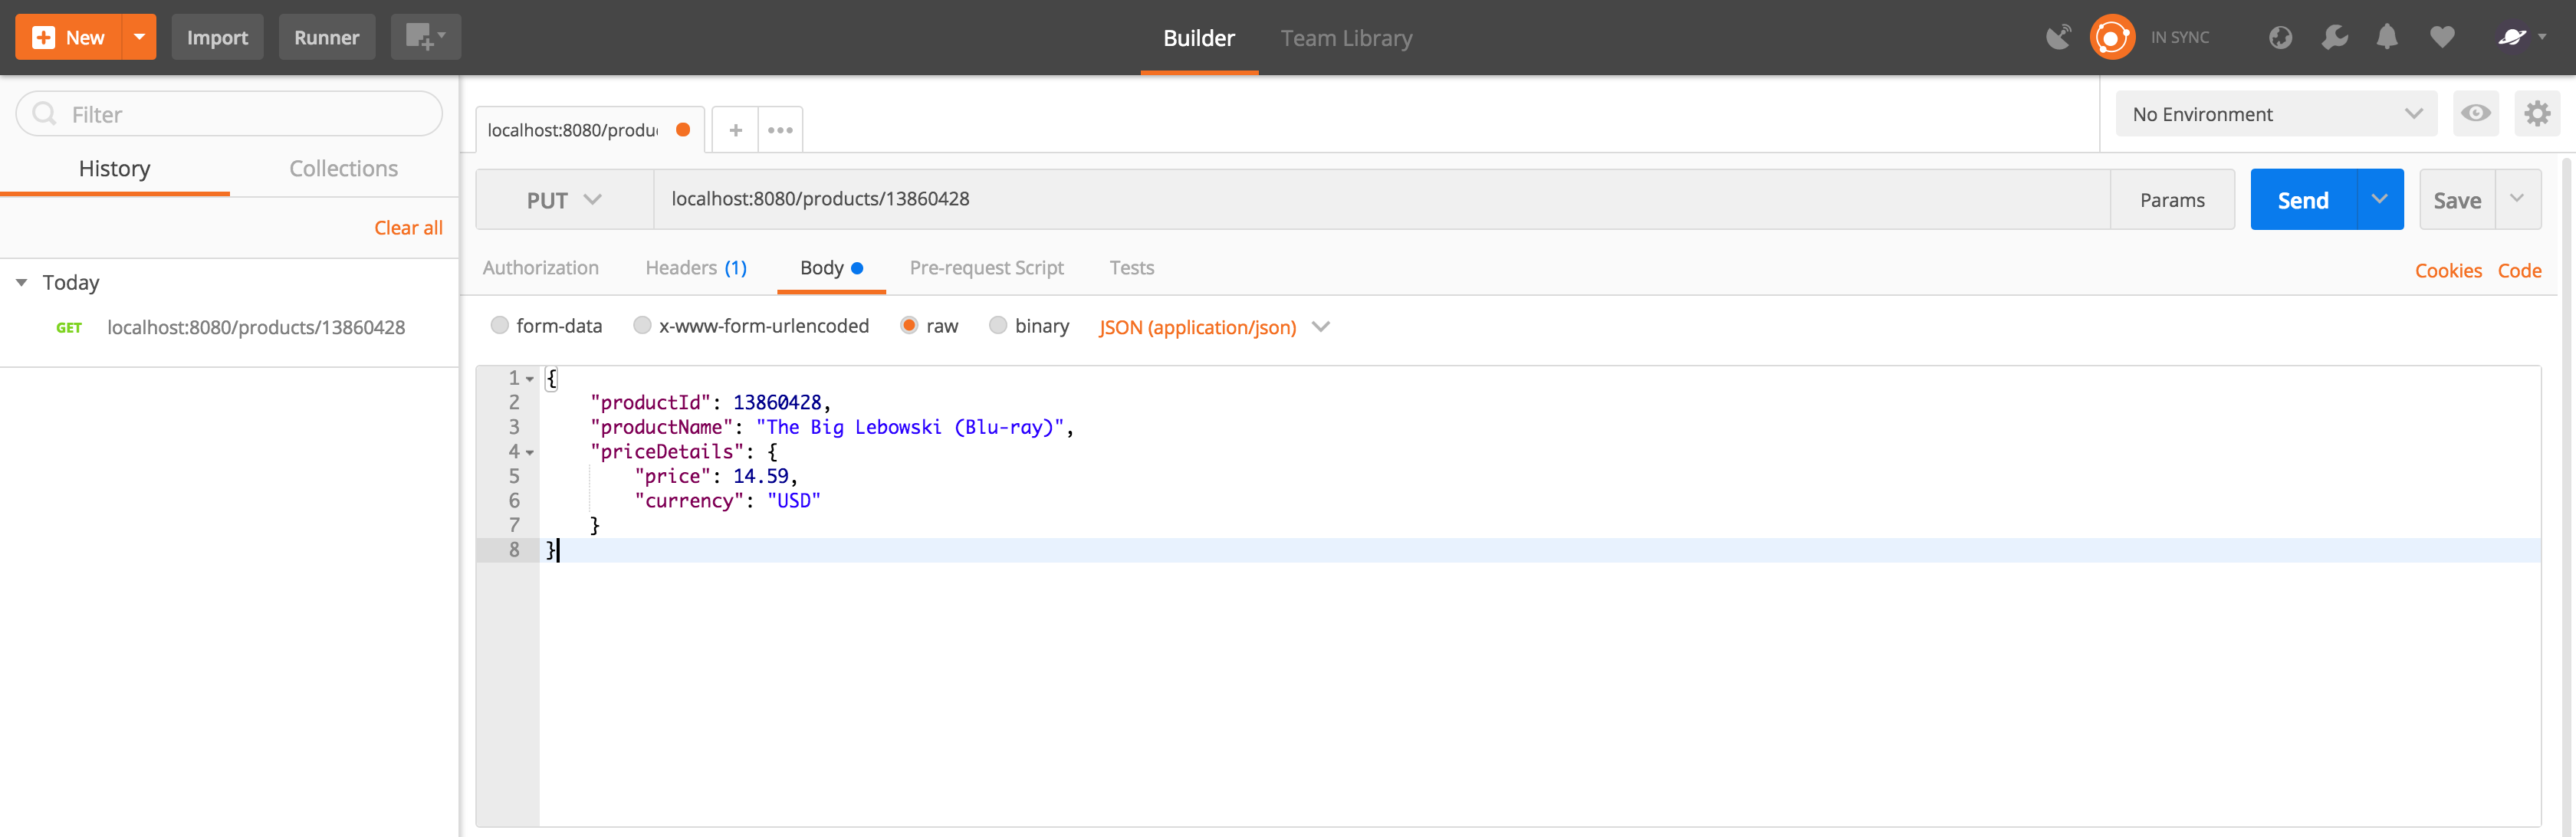 New
Import
Runner
Builder
Team Library
IN SYNC
Filter
History
Collections
Clear all
Today
GET localhost:8080/products/13860428
localhost:8080/produ
+
No Environment
PUT
localhost:8080/products/13860428
Params
Send
Save
Authorization
Headers (1)
Body
Pre-request Script
Tests
Cookies
Code
form-data
x-www-form-urlencoded
raw
binary
JSON (application/json)
1 {
2 "productId": 13860428,
3 "productName": "The Big Lebowski (Blu-ray)",
4 "priceDetails": {
5 "price": 14.59,
6 "currency": "USD"
7 }
8 }